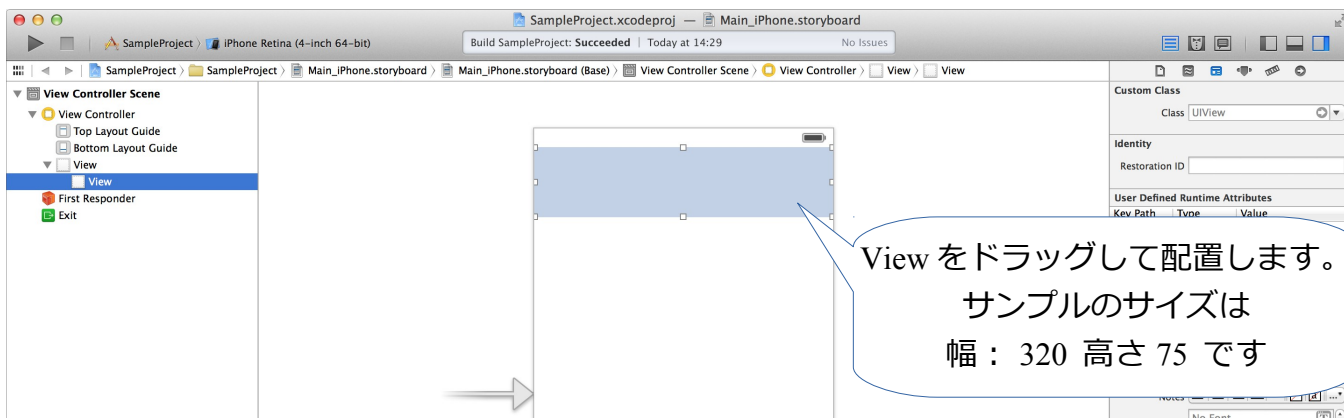 SampleProject.xcodeproj — Main_iPhone.storyboard
SampleProject 〉 iPhone Retina (4-inch 64-bit)
Build SampleProject: Succeeded | Today at 14:29
No Issues
SampleProject 〉 SampleProject 〉 Main_iPhone.storyboard 〉 Main_iPhone.storyboard (Base) 〉 View Controller Scene 〉 View Controller 〉 View 〉 View
View Controller Scene
View Controller
Top Layout Guide
Bottom Layout Guide
View
View
First Responder
Exit
Custom Class
Class UIView
Identity
Restoration ID
User Defined Runtime Attributes
Key Path Type Value
View をドラッグして配置します。
サンプルのサイズは
幅： 320 高さ 75 です
Notes
No Font